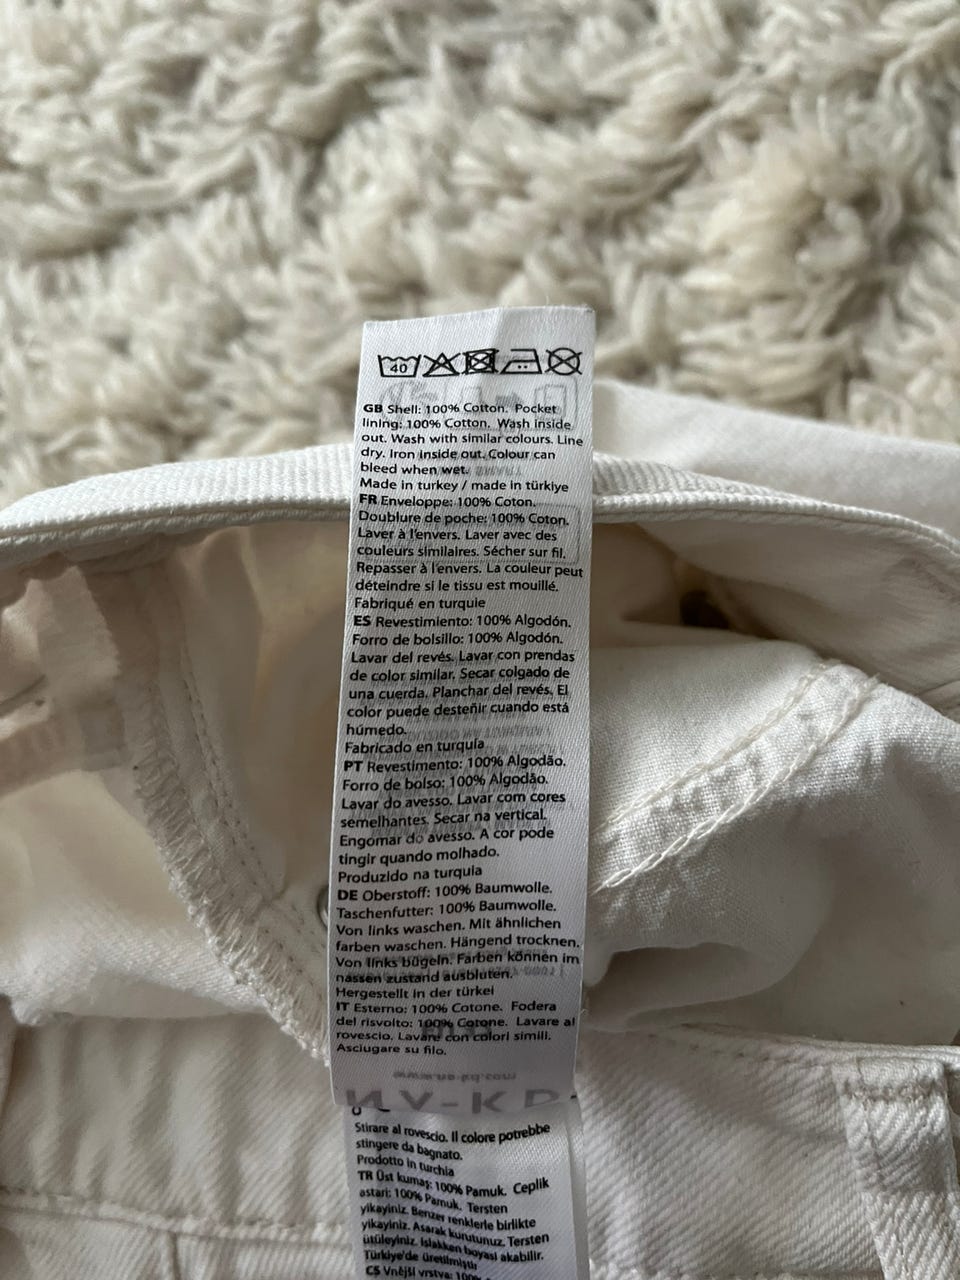 40
GB Shell: 100% Cotton. Pocket
lining: 100% Cotton. Wash inside
out. Wash with similar colours. Line
dry. Iron inside out. Colour can
bleed when wet.
Made in turkey / made in türkiye
FR Enveloppe: 100% Coton.
Doublure de poche: 100% Coton.
Laver à l'envers. Laver avec des
couleurs similaires. Sécher sur fil.
Repasser à l'envers. La couleur peut
déteindre si le tissu est mouillé.
Fabriqué en turquie
ES Revestimiento: 100% Algodón.
Forro de bolsillo: 100% Algodón.
Lavar del revés. Lavar con prendas
de color similar. Secar colgado de
una cuerda. Planchar del revés. El
color puede desteñir cuando está
húmedo.
Fabricado en turquía
PT Revestimento: 100% Algodão.
Forro de bolso: 100% Algodão.
Lavar do avesso. Lavar com cores
semelhantes. Secar na vertical.
Engomar do avesso. A cor pode
tingir quando molhado.
Produzido na turquia
DE Oberstoff: 100% Baumwolle.
Taschenfutter: 100% Baumwolle.
Von links waschen. Mit ähnlichen
farben waschen. Hängend trocknen.
Von links bügeln. Farben können im
nassen zustand ausbluten.
Hergestellt in der türkei
IT Esterno: 100% Cotone. Fodera
del risvolto: 100% Cotone. Lavare al
rovescio. Lavare con colori simili.
Asciugare su filo.
Stirare al rovescio. Il colore potrebbe
stingere da bagnato.
Prodotto in turchia
TR Üst kumaş: 100% Pamuk. Ceplik
astari: 100% Pamuk. Tersten
yikayiniz. Benzer renklerle birlikte
yikayiniz. Asarak kurutunuz. Tersten
ütüleyiniz. Islakken boyasi akabilir.
Türkiye'de üretilmiştir
CS Vnější vrstva: 100%